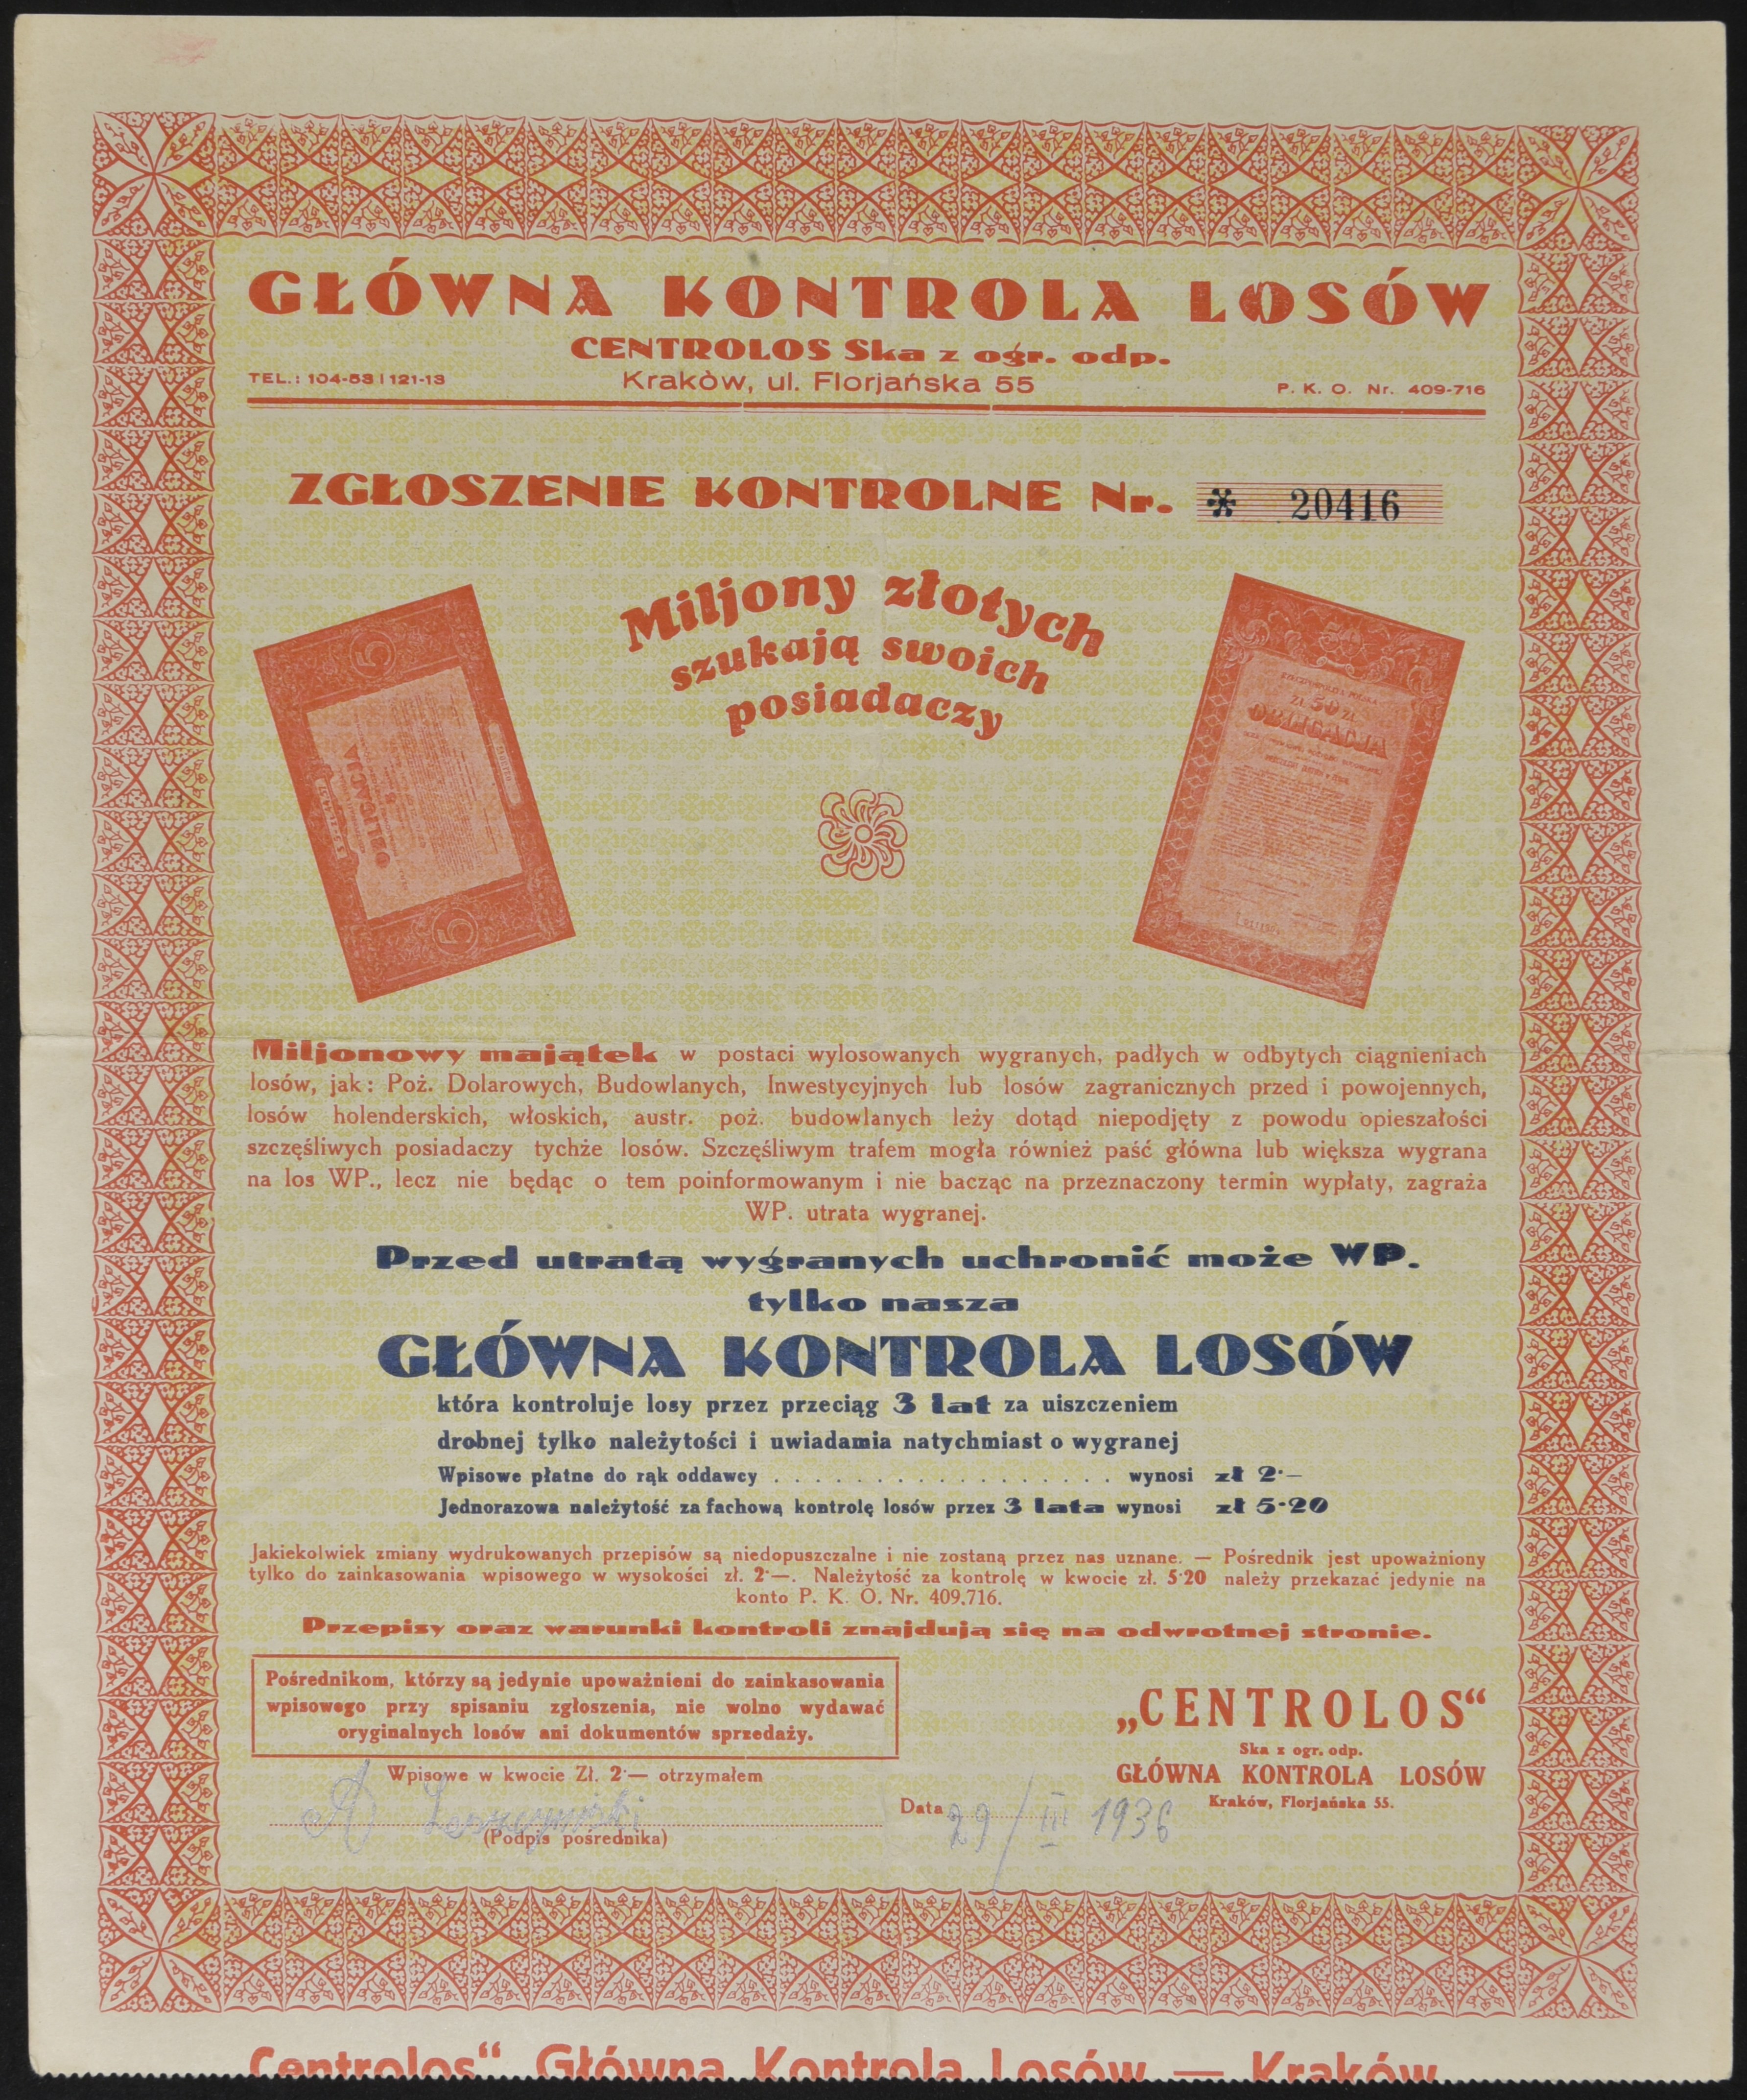 GŁÓWNA KONTROLA LOSÓW
CENTROLOS Ska z ogr. odp.
TEL.: 104-53 i 121-13 Kraków, ul. Florjańska 55 P. K. O. Nr. 409-716
ZGŁOSZENIE KONTROLNE Nr. * 20416
Miljony złotych
szukają swoich
posiadaczy
5
OBLIGACJA
5
ZŁ 50 ZŁ
OBLIGACJA
Miljonowy majątek w postaci wylosowanych wygranych, padłych w odbytych ciągnieniach
losów, jak: Poż. Dolarowych, Budowlanych, Inwestycyjnych lub losów zagranicznych przed i powojennych,
losów holenderskich, włoskich, austr. poż. budowlanych leży dotąd niepodjęty z powodu opieszałości
szczęśliwych posiadaczy tychże losów. Szczęśliwym trafem mogła również paść główna lub większa wygrana
na los WP., lecz nie będąc o tem poinformowanym i nie bacząc na przeznaczony termin wypłaty, zagraża
WP. utrata wygranej.
Przed utratą wygranych uchronić może WP.
tylko nasza
GŁÓWNA KONTROLA LOSÓW
która kontroluje losy przez przeciąg 3 lat za uiszczeniem
drobnej tylko należytości i uwiadamia natychmiast o wygranej
Wpisowe płatne do rąk oddawcy . . . . . . . . . . . . . . . . . wynosi zł 2·—
Jednorazowa należytość za fachową kontrolę losów przez 3 lata wynosi zł 5·20
Jakiekolwiek zmiany wydrukowanych przepisów są niedopuszczalne i nie zostaną przez nas uznane. — Pośrednik jest upoważniony
tylko do zainkasowania wpisowego w wysokości zł. 2·—. Należytość za kontrolę w kwocie zł. 5·20 należy przekazać jedynie na
konto P. K. O. Nr. 409.716.
Przepisy oraz warunki kontroli znajdują się na odwrotnej stronie.
Pośrednikom, którzy są jedynie upoważnieni do zainkasowania
wpisowego przy spisaniu zgłoszenia, nie wolno wydawać
oryginalnych losów ani dokumentów sprzedaży.
„CENTROLOS“
Ska z ogr. odp.
GŁÓWNA KONTROLA LOSÓW
Kraków, Florjańska 55.
Wpisowe w kwocie Zł. 2·— otrzymałem
Data 29/III 1936
(Podpis pośrednika)
Centrolos“ Główna Kontrola Losów — Kraków